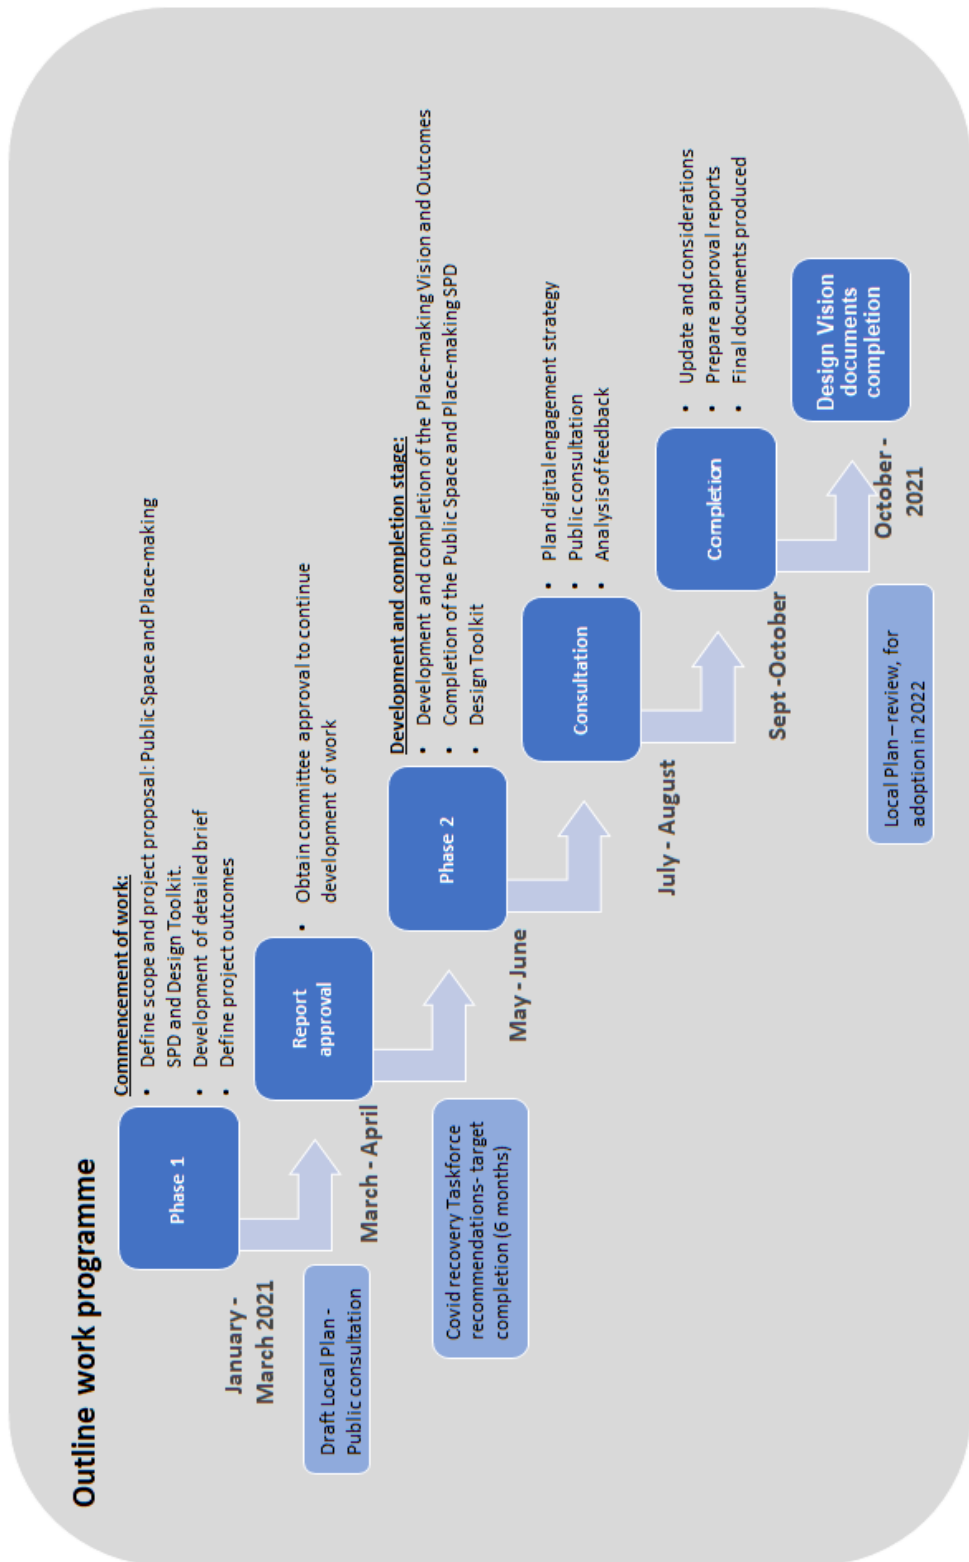 Outline work programme
Phase 1
Commencement of work:
• Define scope and project proposal: Public Space and Place-making
SPD and Design Toolkit.
• Development of detailed brief
• Define project outcomes
January -
March 2021
Draft Local Plan -
Public consultation
Report
approval
• Obtain committee approval to continue
development of work
March - April
Covid recovery Taskforce
recommendations- target
completion (6 months)
Phase 2
Development and completion stage:
• Development and completion of the Place-making Vision and Outcomes
• Completion of the Public Space and Place-making SPD
• Design Toolkit
May - June
Consultation
• Plan digital engagement strategy
• Public consultation
• Analysis of feedback
July - August
Completion
• Update and considerations
• Prepare approval reports
• Final documents produced
Sept -October
Local Plan – review, for
adoption in 2022
Design Vision
documents
completion
October -
2021